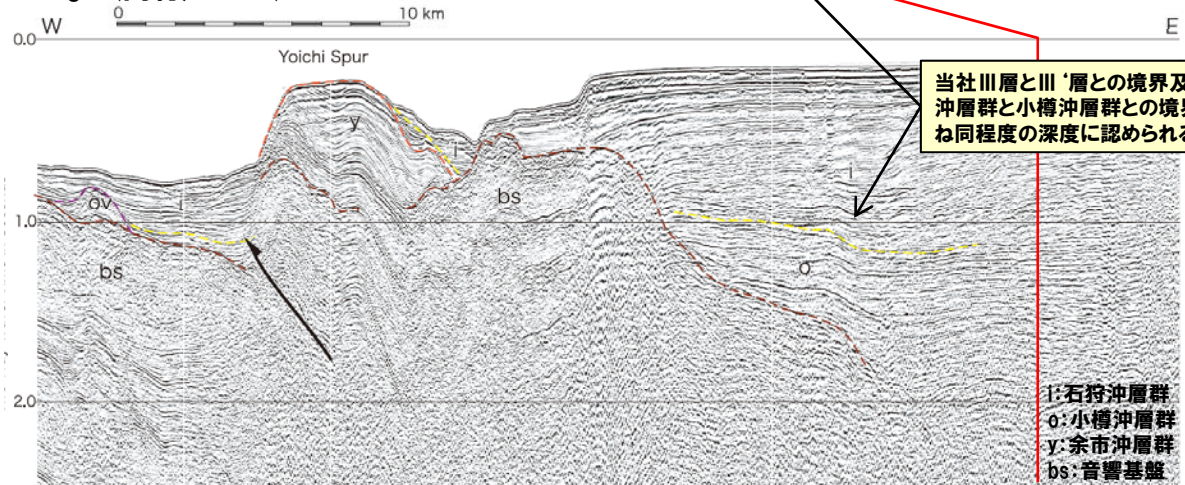 0
10 km
W
E
0.0
Yoichi Spur
当社Ⅲ層とⅢ‘層との境界及
沖層群と小樽沖層群との境界
ね同程度の深度に認められる
y
i
i
ov
i
bs
1.0
bs
o
2.0
i:石狩沖層群
o:小樽沖層群
y:余市沖層群
bs:音響基盤